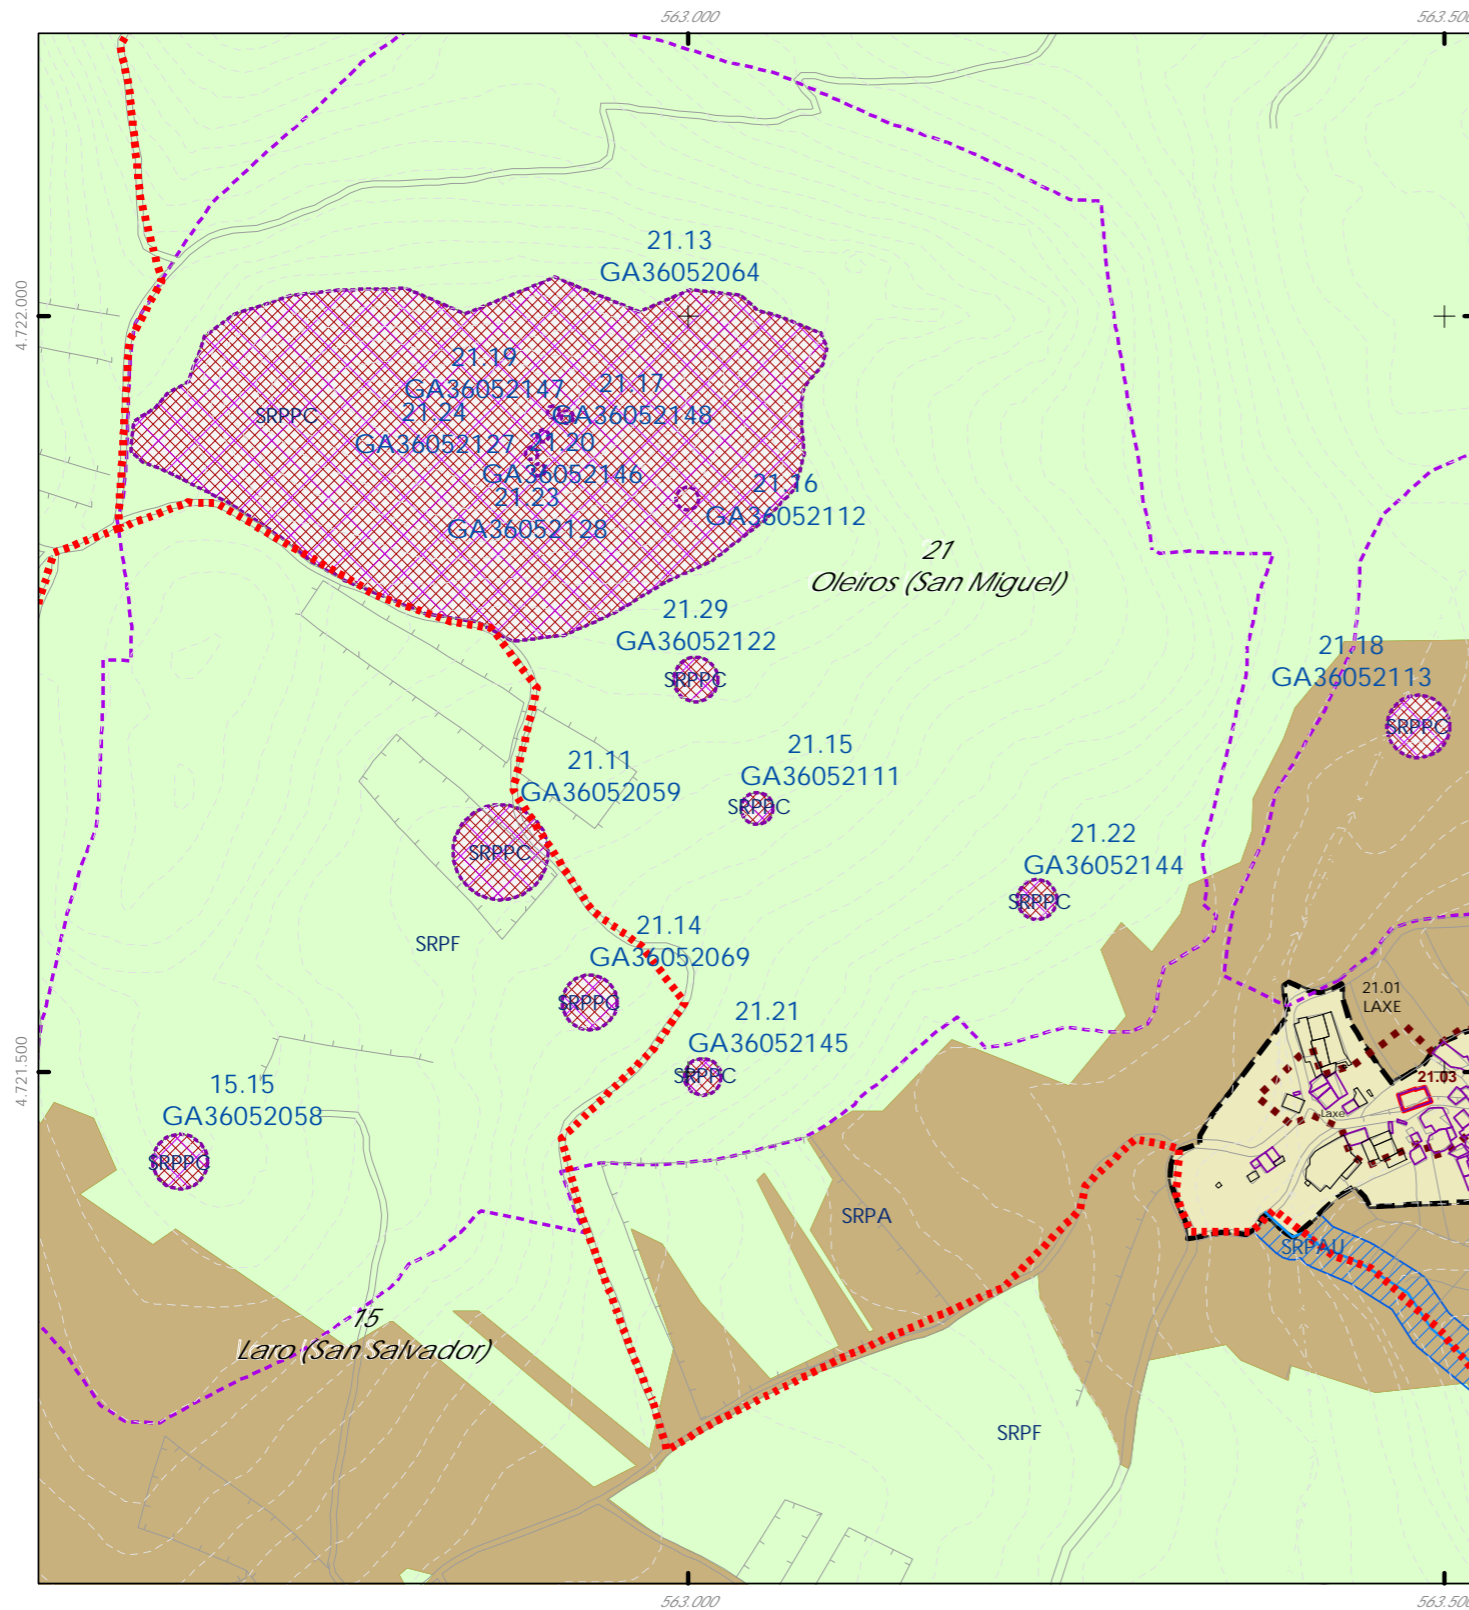 563.000
563.500
21.13
GA36052064
4.722.000
21.19
GA36052147
21.17
GA36052148
SRPPC
21.24
GA36052127
21.20
GA36052146
21.23
GA36052128
21.16
GA36052112
21
Oleiros (San Miguel)
21.29
GA36052122
SRPPC
21.18
GA36052113
SRPPC
21.15
GA36052111
SRPPC
21.11
GA36052059
SRPPC
21.22
GA36052144
SRPPC
21.14
GA36052069
SRPF
SRPPC
21.01
LAXE
21.21
GA36052145
SRPPC
4.721.500
21.03
Laxe
15.15
GA36052058
SRPPC
SRPA
SRPAU
15
Laro (San Salvador)
SRPF
563.000
563.500